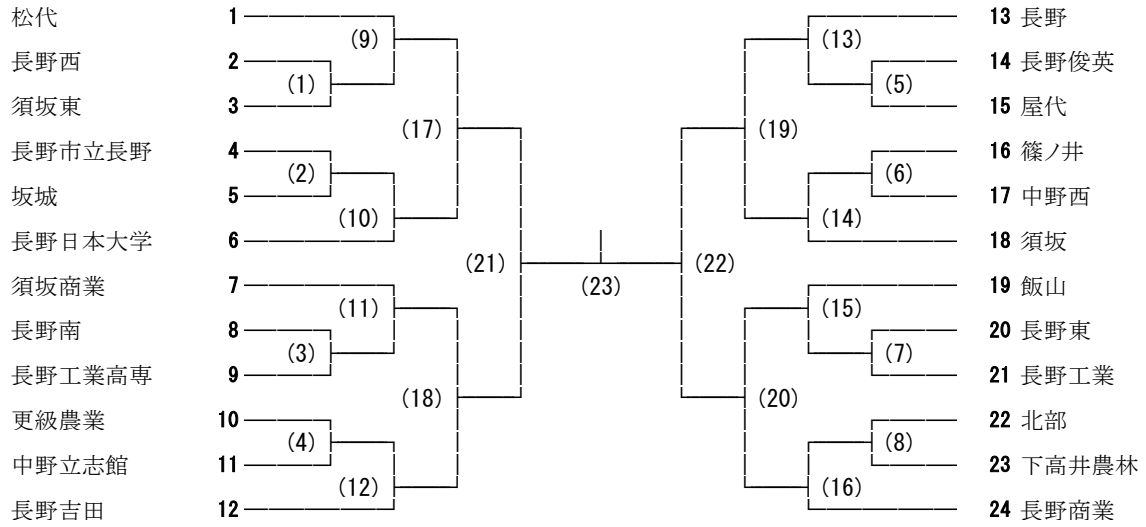 松代 1
長野西 2
須坂東 3
長野市立長野 4
坂城 5
長野日本大学 6
須坂商業 7
長野南 8
長野工業高専 9
更級農業 10
中野立志館 11
長野吉田 12
(9)
(1)
(17)
(2)
(10)
(21)
(11)
(3)
(18)
(4)
(12)
(23)
(13)
(5)
(19)
(6)
(14)
(22)
(15)
(7)
(20)
(8)
(16)
13 長野
14 長野俊英
15 屋代
16 篠ノ井
17 中野西
18 須坂
19 飯山
20 長野東
21 長野工業
22 北部
23 下高井農林
24 長野商業